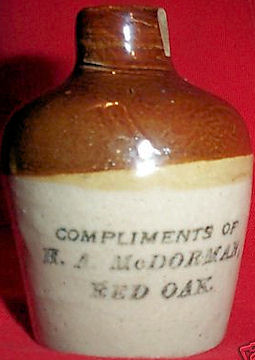 COMPLIMENTS OF
H. A. McDORMAN,
RED OAK.